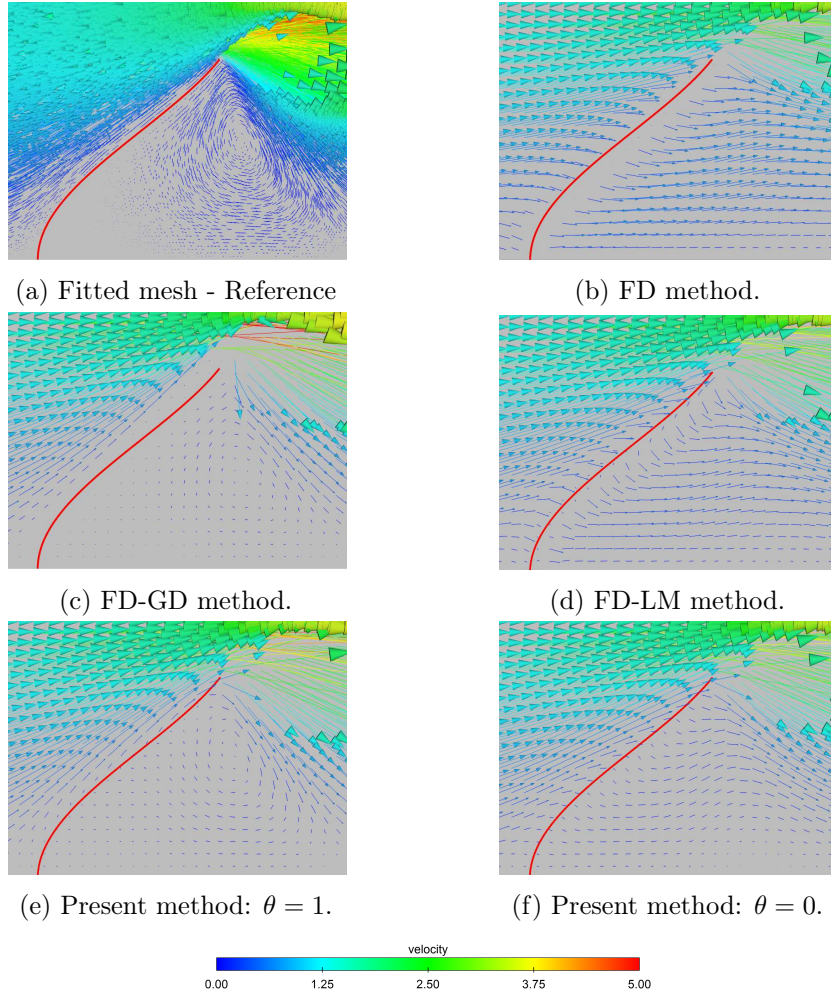 (a) Fitted mesh - Reference
(b) FD method.
(c) FD-GD method.
(d) FD-LM method.
(e) Present method: θ = 1.
(f) Present method: θ = 0.
velocity
0.00 1.25 2.50 3.75 5.00